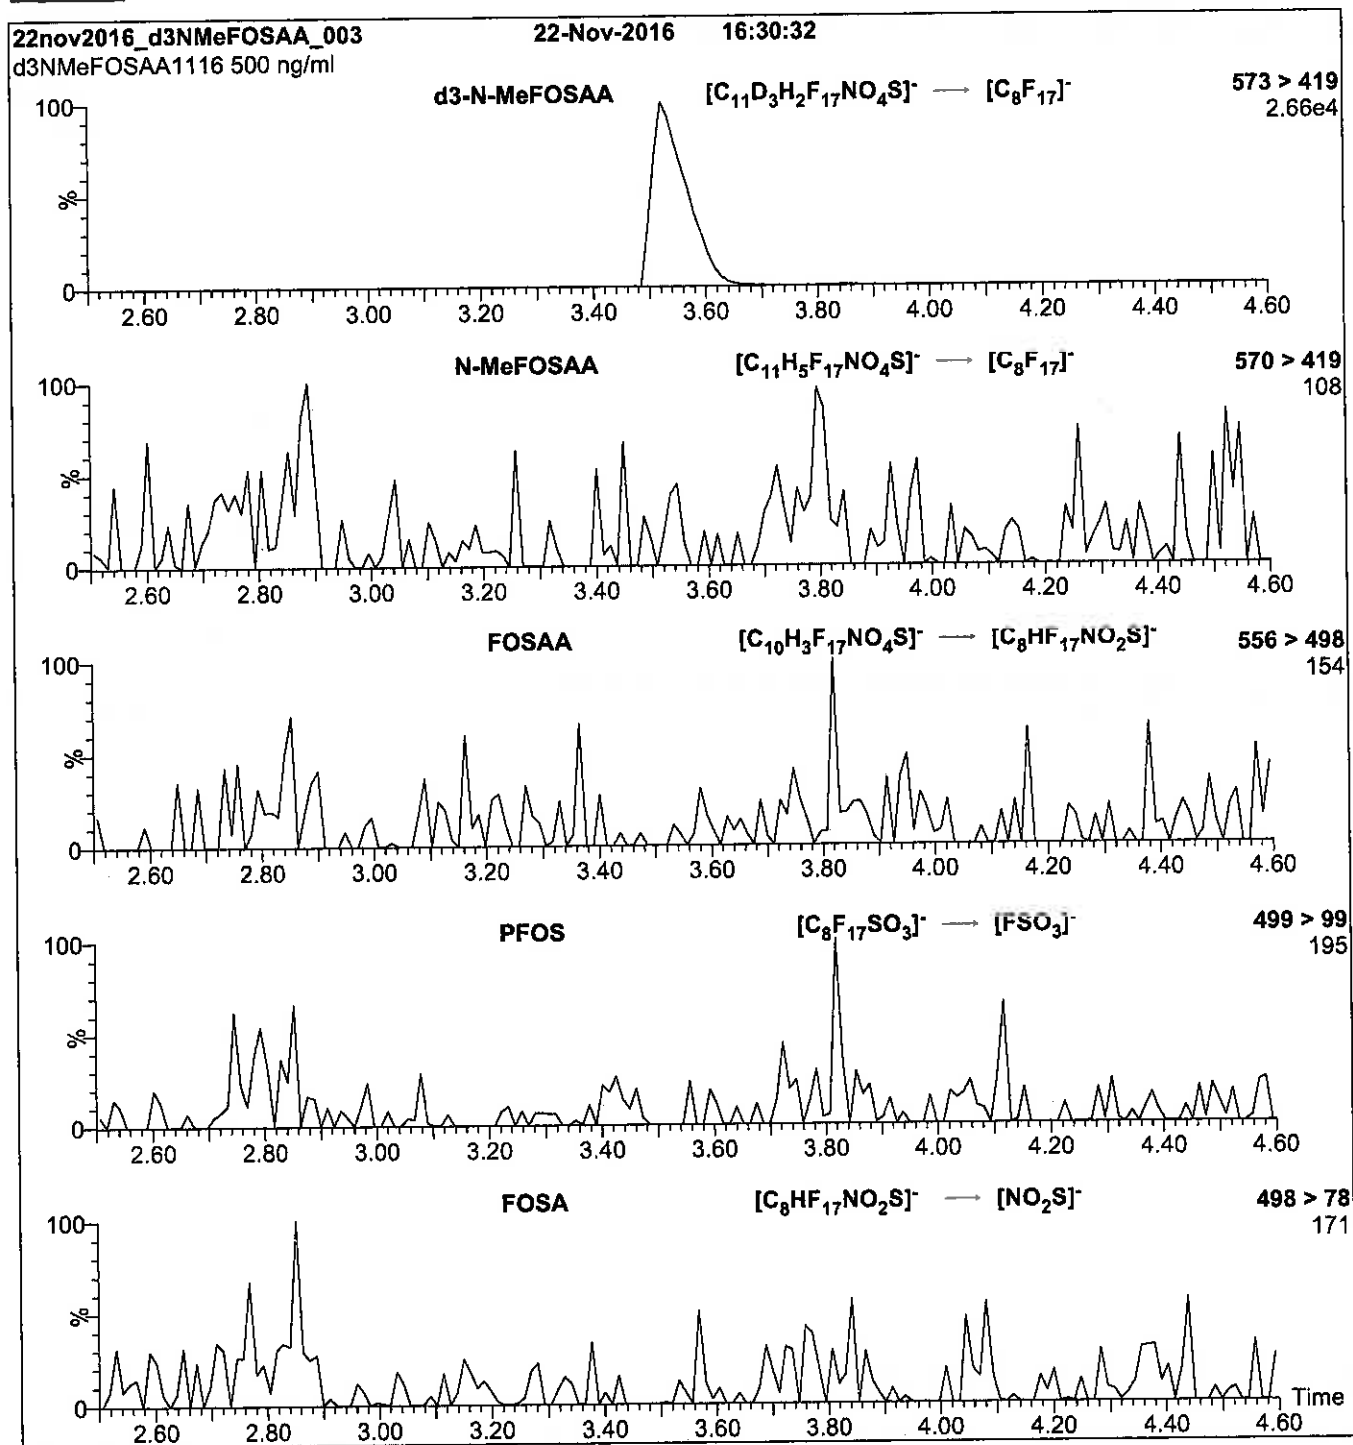 22nov2016_d3NMeFOSAA_003 22-Nov-2016 16:30:32
d3NMeFOSAA1116 500 ng/ml
d3-N-MeFOSAA [C11D3H2F17NO4S]- → [C8F17]- 573 > 419
2.66e4
100
%
0
2.60 2.80 3.00 3.20 3.40 3.60 3.80 4.00 4.20 4.40 4.60
N-MeFOSAA [C11H5F17NO4S]- → [C8F17]- 570 > 419
108
100
%
0
2.60 2.80 3.00 3.20 3.40 3.60 3.80 4.00 4.20 4.40 4.60
FOSAA [C10H3F17NO4S]- → [C8HF17NO2S]- 556 > 498
154
100
%
0
2.60 2.80 3.00 3.20 3.40 3.60 3.80 4.00 4.20 4.40 4.60
PFOS [C8F17SO3]- → [FSO3]- 499 > 99
195
100
%
0
2.60 2.80 3.00 3.20 3.40 3.60 3.80 4.00 4.20 4.40 4.60
FOSA [C8HF17NO2S]- → [NO2S]- 498 > 78
171
100
%
0
Time
2.60 2.80 3.00 3.20 3.40 3.60 3.80 4.00 4.20 4.40 4.60